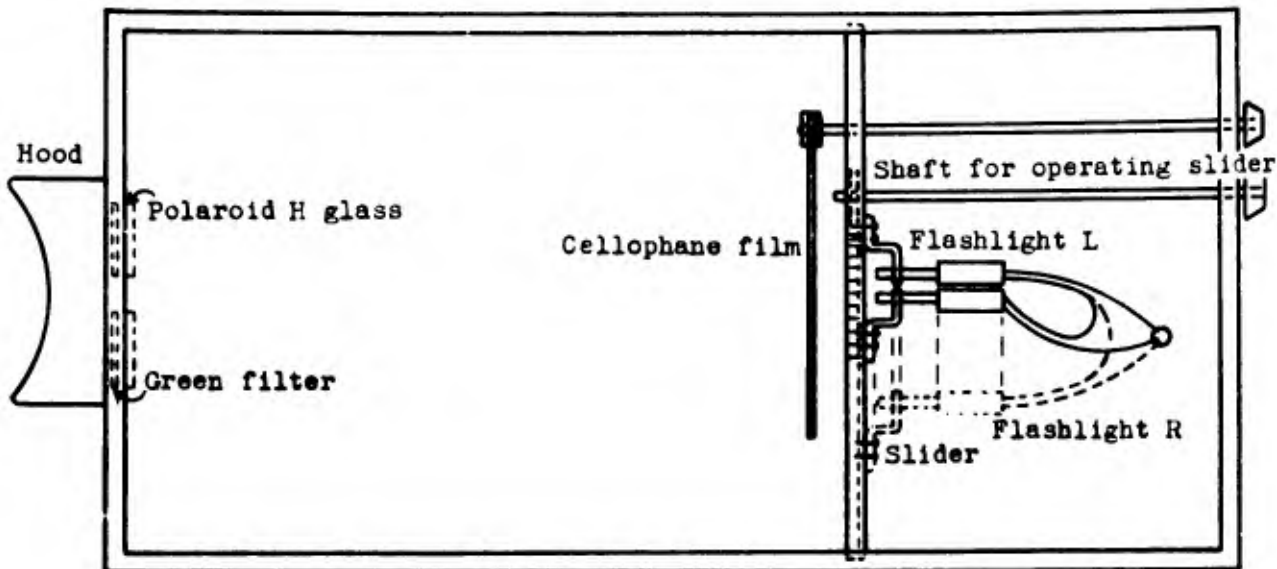 Hood
Polaroid H glass
Green filter
Cellophane film
Shaft for operating slider
Flashlight L
Flashlight R
Slider